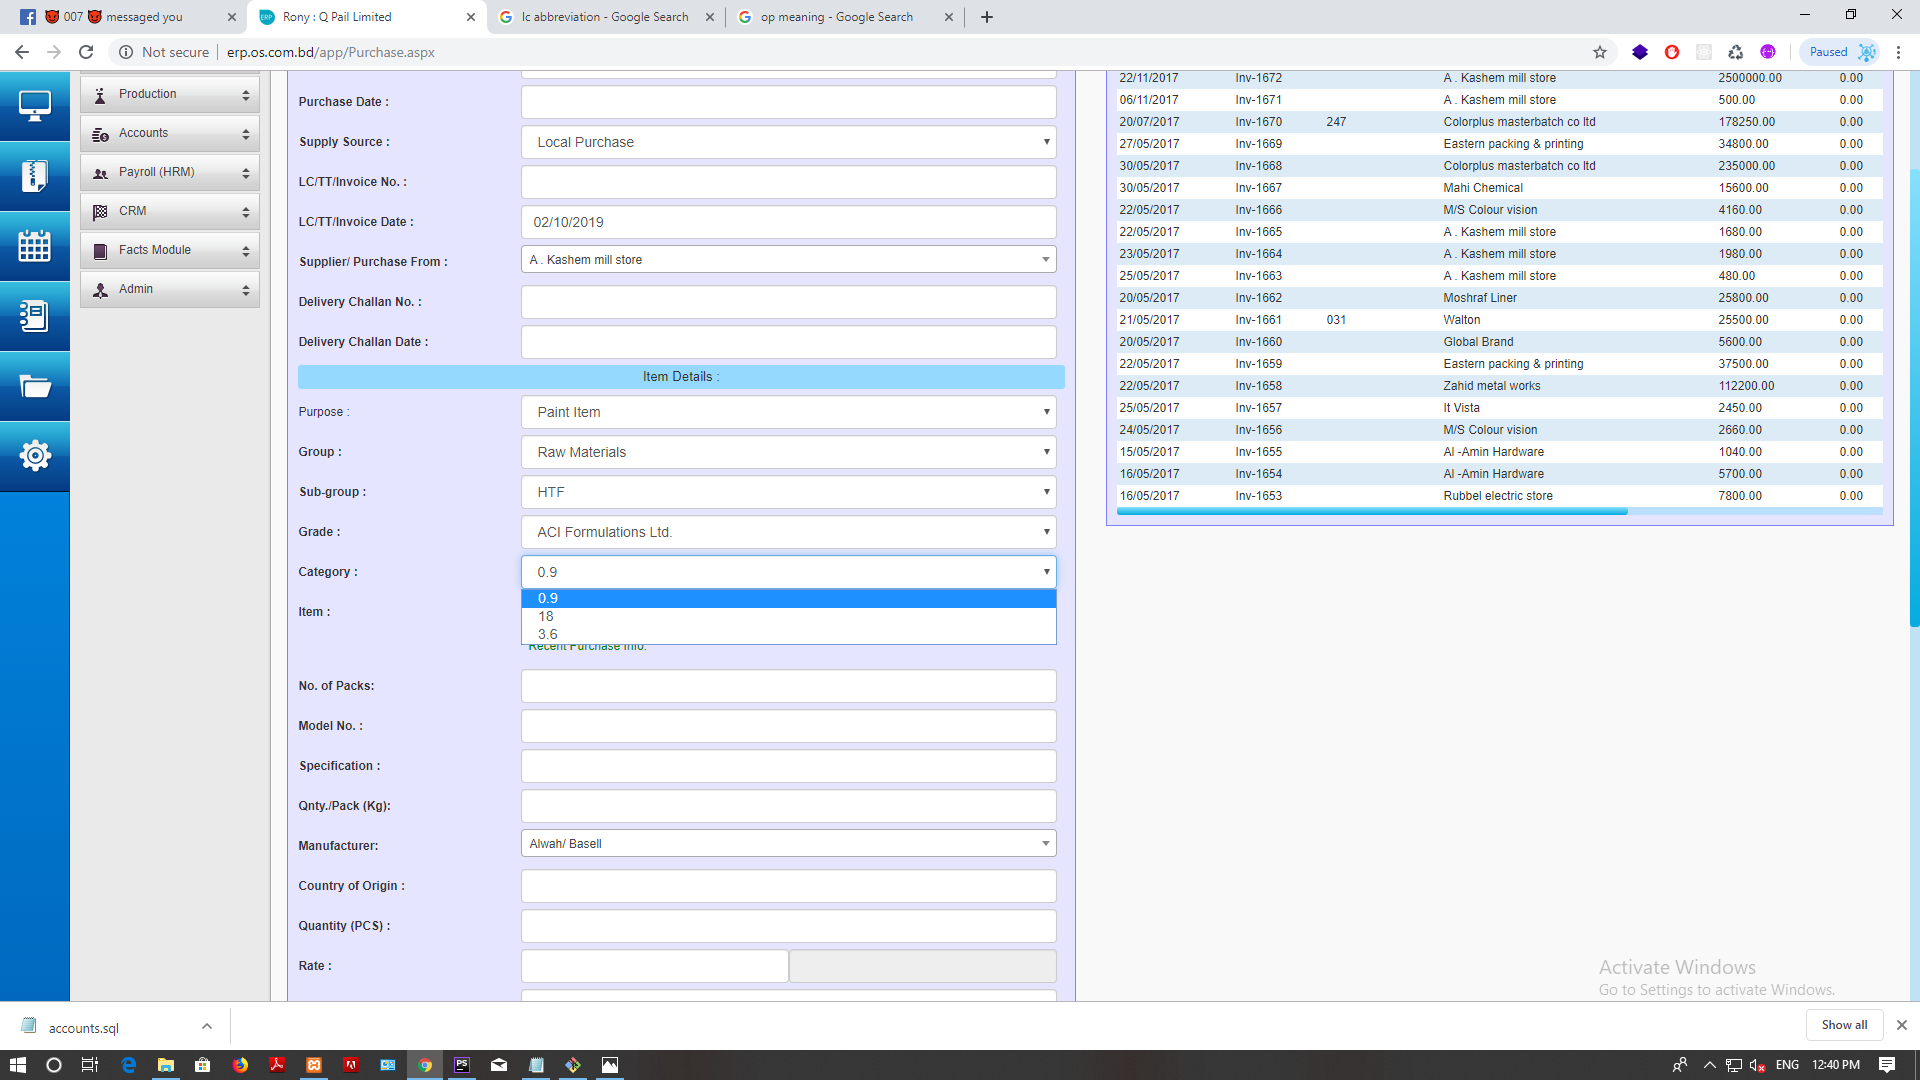 007 messaged you
Rony : Q Pail Limited
lc abbreviation - Google Search
op meaning - Google Search
Not secure
erp.os.com.bd/app/Purchase.aspx
Paused
Production
Accounts
Payroll (HRM)
CRM
Facts Module
Admin
Purchase Date :
Supply Source : Local Purchase
LC/TT/Invoice No. :
LC/TT/Invoice Date : 02/10/2019
Supplier/ Purchase From : A . Kashem mill store
Delivery Challan No. :
Delivery Challan Date :
Item Details :
Purpose : Paint Item
Group : Raw Materials
Sub-group : HTF
Grade : ACI Formulations Ltd.
Category : 0.9
0.9
Item :
18
3.6
Recent Purchase Info:
No. of Packs:
Model No. :
Specification :
Qnty./Pack (Kg):
Manufacturer: Alwah/ Basell
Country of Origin :
Quantity (PCS) :
Rate :
22/11/2017 Inv-1672 A . Kashem mill store 2500000.00 0.00
06/11/2017 Inv-1671 A . Kashem mill store 500.00 0.00
20/07/2017 Inv-1670 247 Colorplus masterbatch co ltd 178250.00 0.00
27/05/2017 Inv-1669 Eastern packing & printing 34800.00 0.00
30/05/2017 Inv-1668 Colorplus masterbatch co ltd 235000.00 0.00
30/05/2017 Inv-1667 Mahi Chemical 15600.00 0.00
22/05/2017 Inv-1666 M/S Colour vision 4160.00 0.00
22/05/2017 Inv-1665 A . Kashem mill store 1680.00 0.00
23/05/2017 Inv-1664 A . Kashem mill store 1980.00 0.00
25/05/2017 Inv-1663 A . Kashem mill store 480.00 0.00
20/05/2017 Inv-1662 Moshraf Liner 25800.00 0.00
21/05/2017 Inv-1661 031 Walton 25500.00 0.00
20/05/2017 Inv-1660 Global Brand 5600.00 0.00
22/05/2017 Inv-1659 Eastern packing & printing 37500.00 0.00
22/05/2017 Inv-1658 Zahid metal works 112200.00 0.00
25/05/2017 Inv-1657 It Vista 2450.00 0.00
24/05/2017 Inv-1656 M/S Colour vision 2660.00 0.00
15/05/2017 Inv-1655 Al -Amin Hardware 1040.00 0.00
16/05/2017 Inv-1654 Al -Amin Hardware 5700.00 0.00
16/05/2017 Inv-1653 Rubbel electric store 7800.00 0.00
Activate Windows
Go to Settings to activate Windows.
accounts.sql
Show all
ENG 12:40 PM